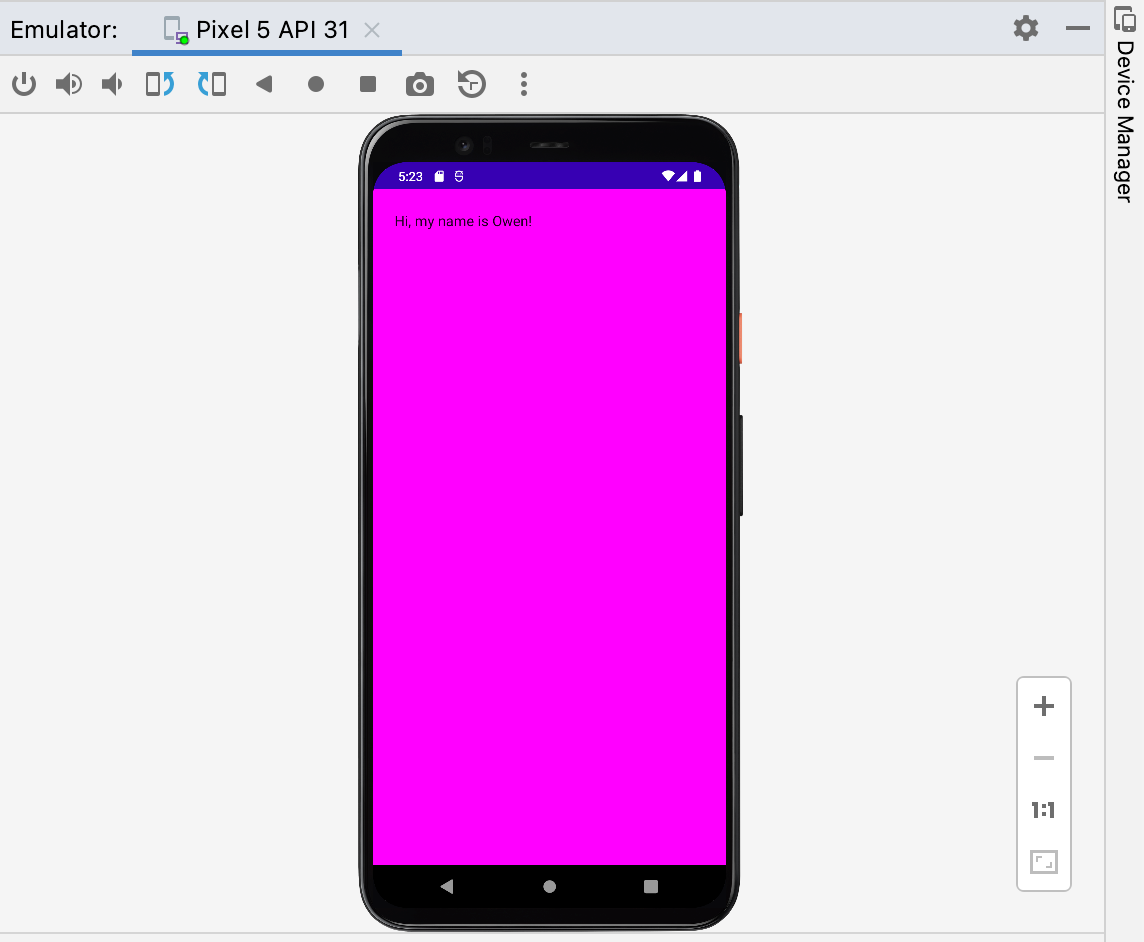 Emulator: Pixel 5 API 31
Device Manager
5:23
Hi, my name is Owen!
1:1